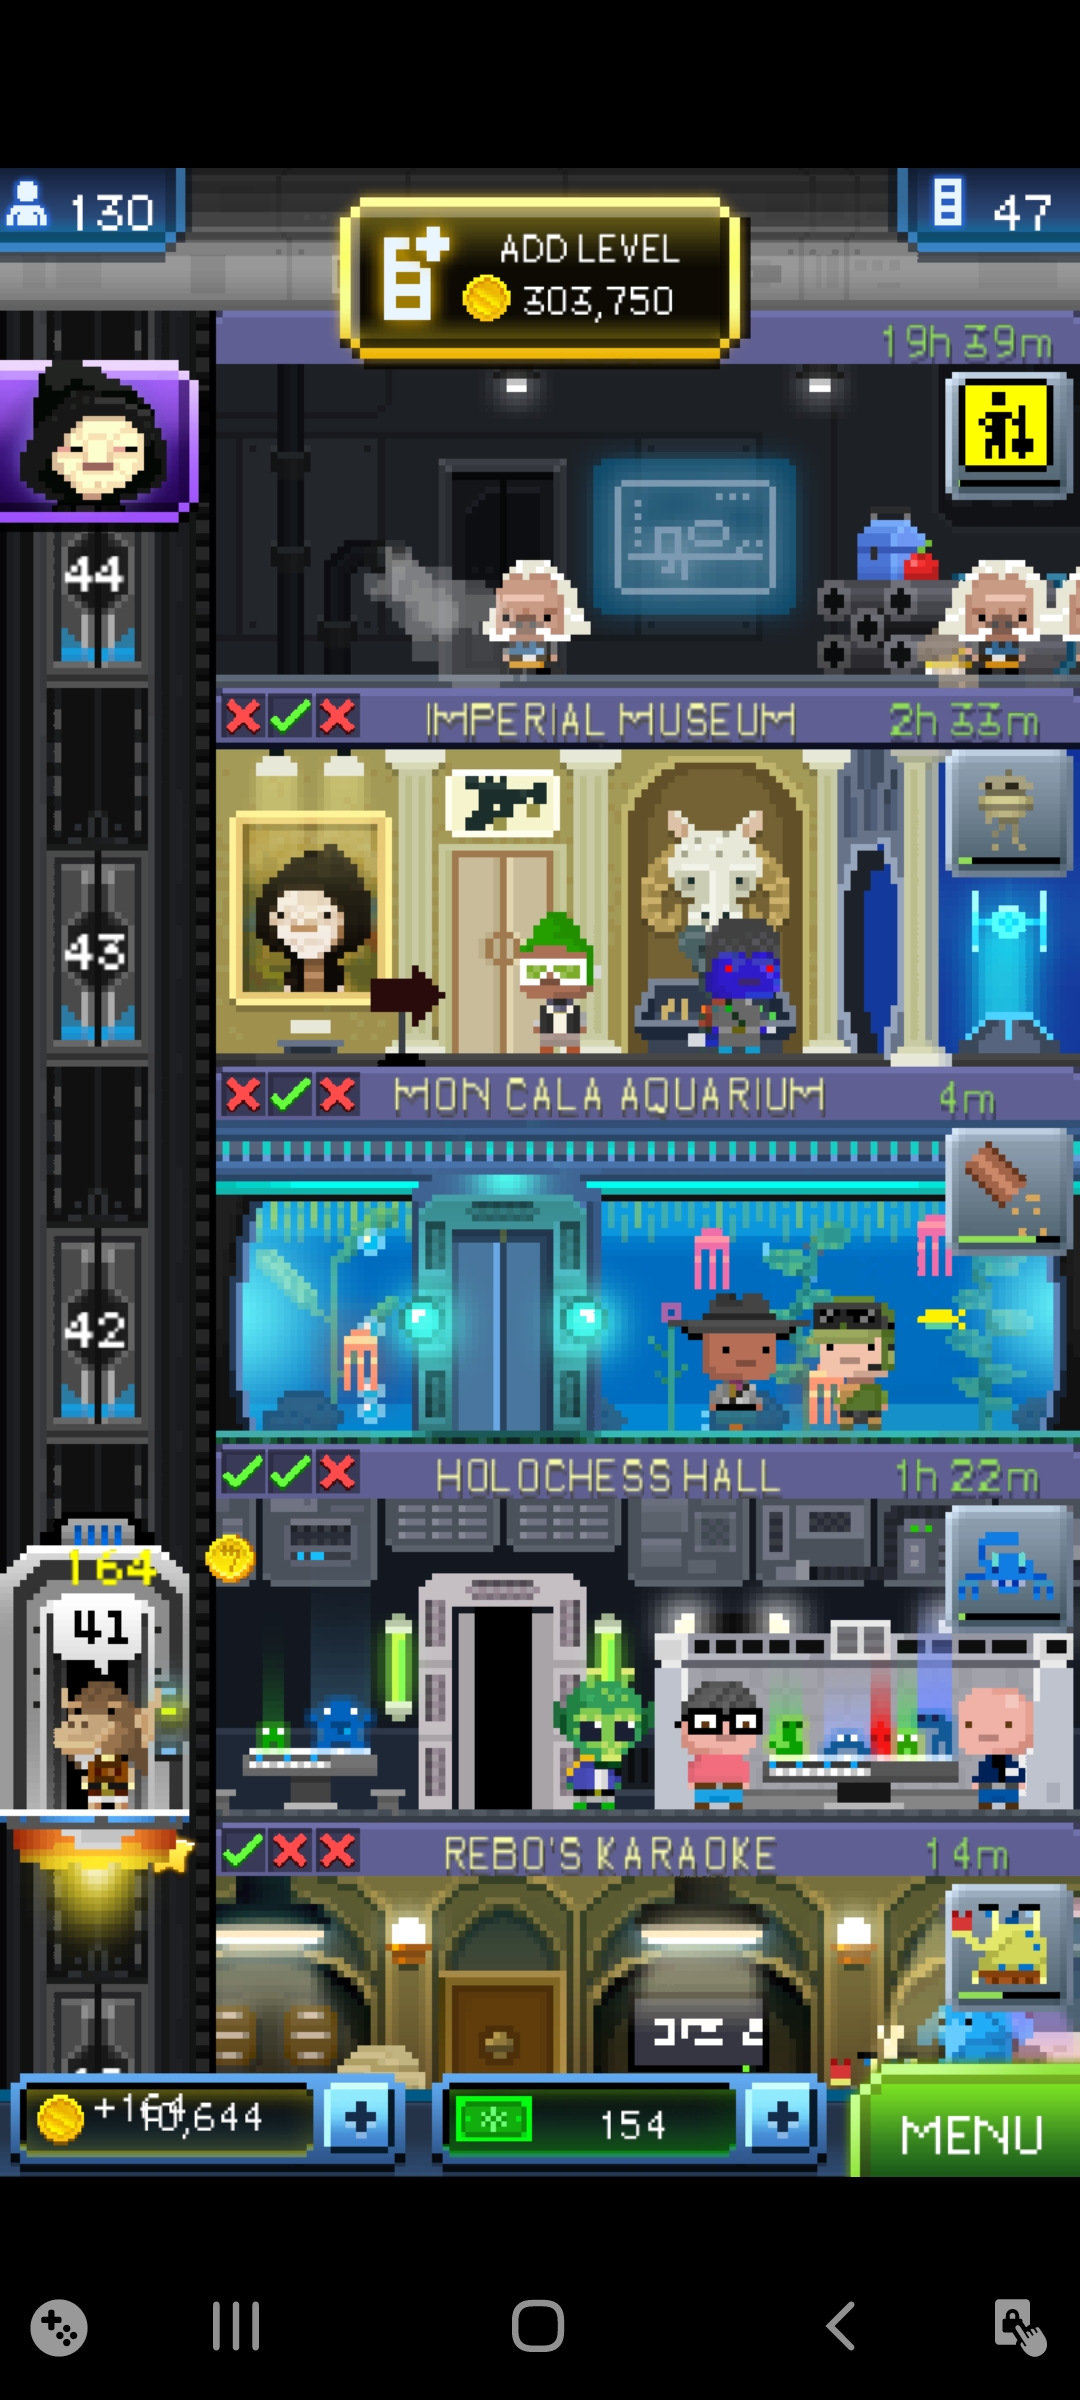 130
ADD LEVEL
303,750
47
19h 39m
44
IMPERIAL MUSEUM
2h 33m
43
MON CALA AQUARIUM
4m
42
HOLOCHESS HALL
1h 22m
164
41
REBO'S KARAOKE
14m
+164
154
MENU